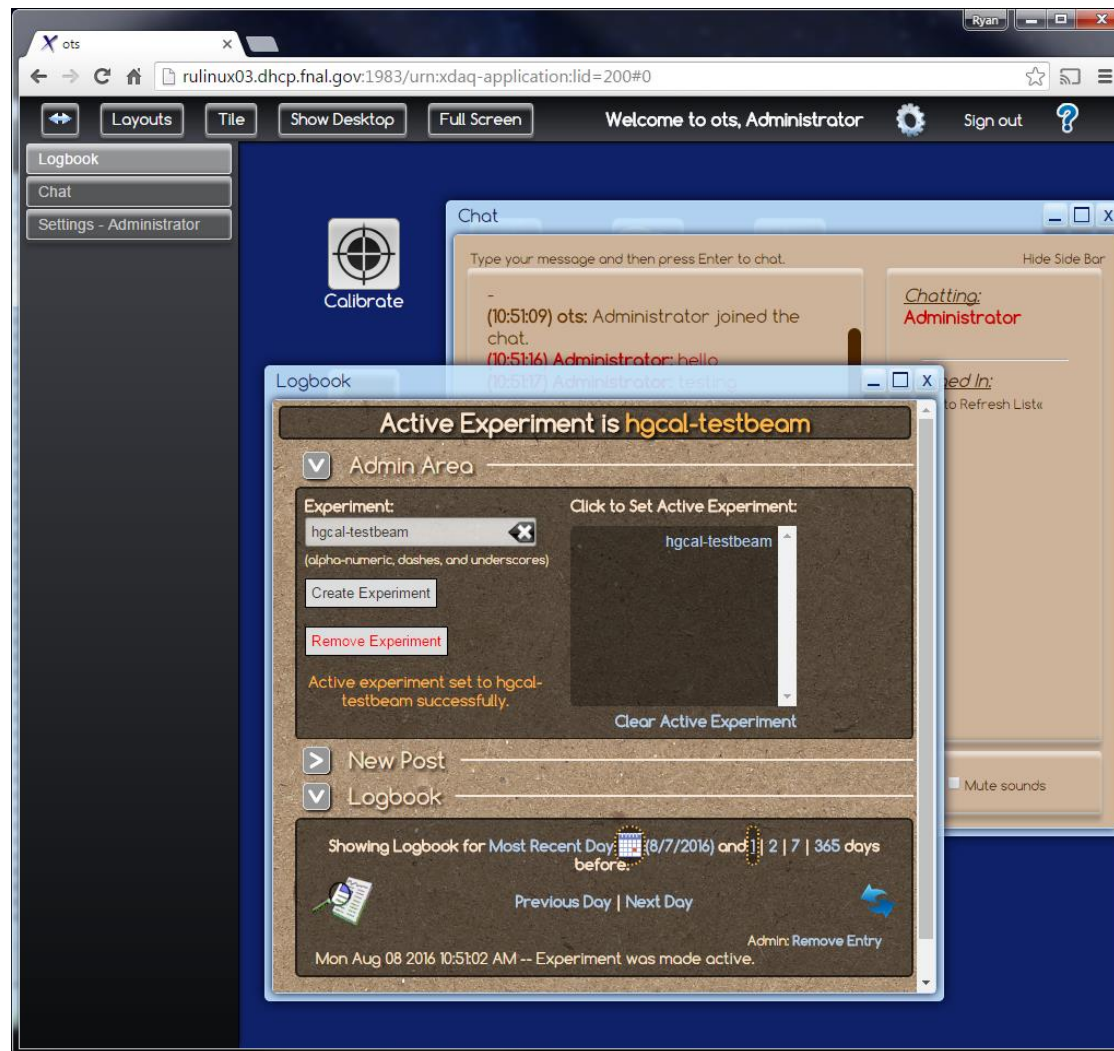 Ryan
ots
rulinux03.dhcp.fnal.gov:1983/urn:xdaq-application:lid=200#0
Layouts Tile Show Desktop Full Screen Welcome to ots, Administrator Sign out ?
Logbook
Chat
Settings - Administrator
Calibrate
Chat
Type your message and then press Enter to chat. Hide Side Bar
-
(10:51:09) ots: Administrator joined the
chat.
(10:51:16) Administrator: hello
(10:51:17) Administrator: testing
Chatting:
Administrator
ed In:
to Refresh List«
Mute sounds
Logbook
Active Experiment is hgcal-testbeam
Admin Area
Experiment:
hgcal-testbeam
(alpha-numeric, dashes, and underscores)
Create Experiment
Remove Experiment
Active experiment set to hgcal-
testbeam successfully.
Click to Set Active Experiment:
hgcal-testbeam
Clear Active Experiment
New Post
Logbook
Showing Logbook for Most Recent Day (8/7/2016) and 1 | 2 | 7 | 365 days
before.
Previous Day | Next Day
Admin: Remove Entry
Mon Aug 08 2016 10:51:02 AM -- Experiment was made active.